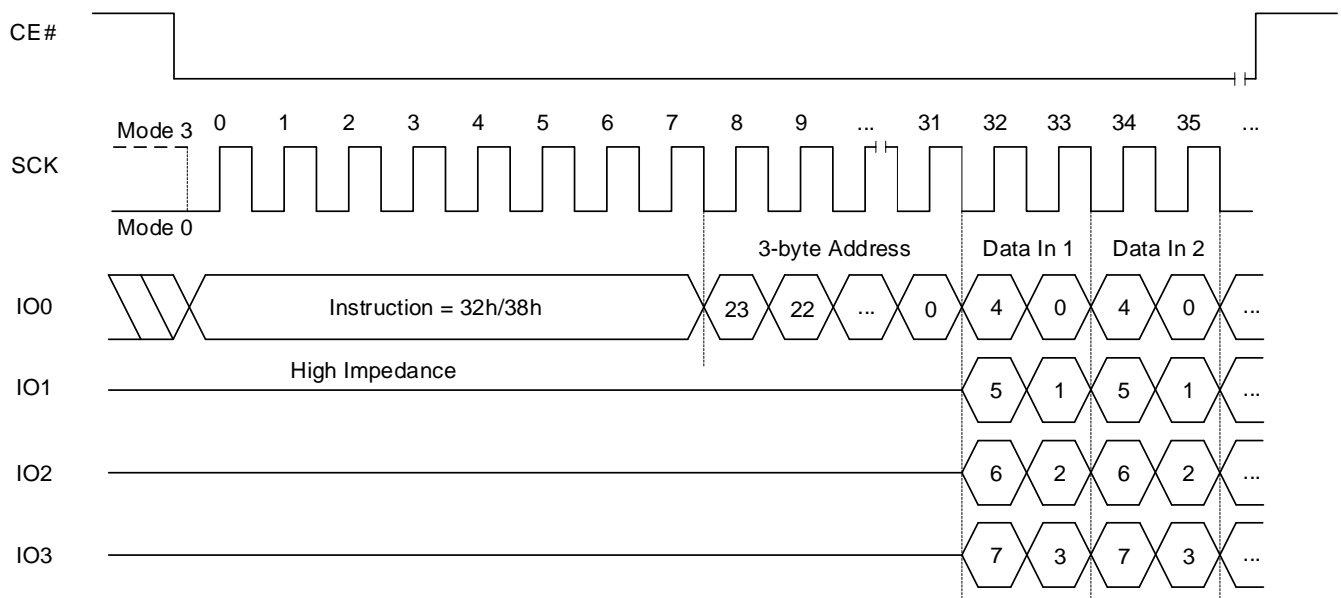 CE#
Mode 3 0 1 2 3 4 5 6 7 8 9 ... 31 32 33 34 35 ...
SCK
Mode 0
3-byte Address Data In 1 Data In 2
IO0 Instruction = 32h/38h 23 22 ... 0 4 0 4 0 ...
High Impedance
IO1 5 1 5 1 ...
IO2 6 2 6 2 ...
IO3 7 3 7 3 ...